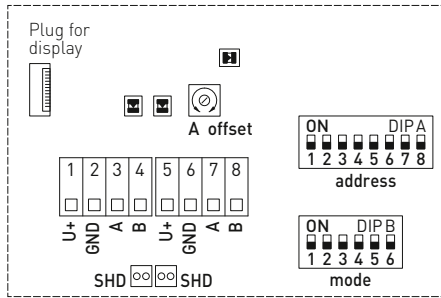 Plug for
display
A offset
ON DIP A
1 2 3 4 5 6 7 8
address
1 2 3 4 5 6 7 8
U+ GND A B U+ GND A B
ON DIP B
1 2 3 4 5 6
mode
SHD SHD